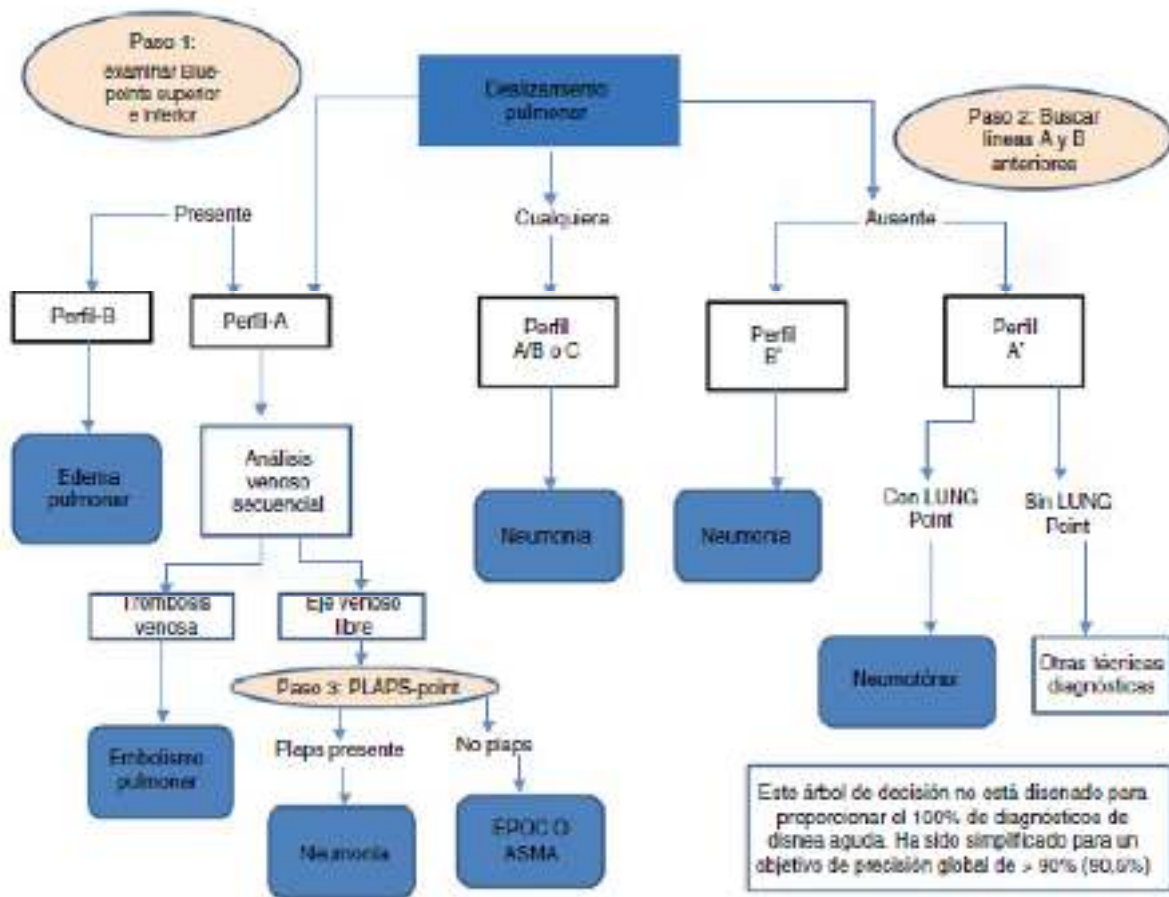 Paso 1:
examinar Blue-
points superior
e inferior
Deslizamiento
pulmonar
Paso 2: Buscar
líneas A y B
anteriores
Presente
Cualquiera
Ausente
Perfil-B
Perfil-A
Perfil
A/B o C
Perfil
B'
Perfil
A'
Edema
pulmonar
Análisis
venoso
secuencial
Neumonía
Neumonía
Con LUNG
Point
Sin LUNG
Point
Trombosis
venosa
Eje venoso
libre
Paso 3: PLAPS-point
Neumotórax
Otras técnicas
diagnósticas
Plaps presente
No plaps
Embolismo
pulmonar
Neumonía
EPOC O
ASMA
Este árbol de decisión no está disenado para
proporcionar el 100% de diagnósticos de
disnea aguda. Ha sido simplificado para un
objetivo de precisión global de > 90% (90,5%)